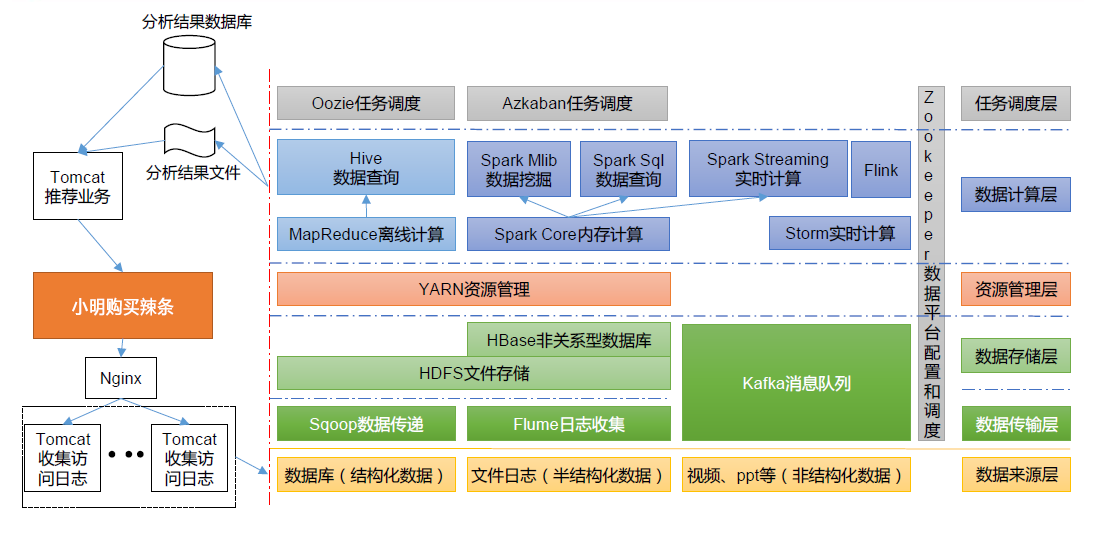 分析结果数据库
分析结果文件
Tomcat
推荐业务
小明购买辣条
Nginx
Tomcat
收集访
问日志
Tomcat
收集访
问日志
Oozie任务调度
Azkaban任务调度
任务调度层
Hive
数据查询
Spark Mlib
数据挖掘
Spark Sql
数据查询
Spark Streaming
实时计算
Flink
数据计算层
MapReduce离线计算
Spark Core内存计算
Storm实时计算
YARN资源管理
资源管理层
HBase非关系型数据库
HDFS文件存储
Kafka消息队列
数据存储层
Sqoop数据传递
Flume日志收集
数据传输层
数据库（结构化数据）
文件日志（半结构化数据）
视频、ppt等（非结构化数据）
数据来源层
Zookeeper数据平台配置和调度